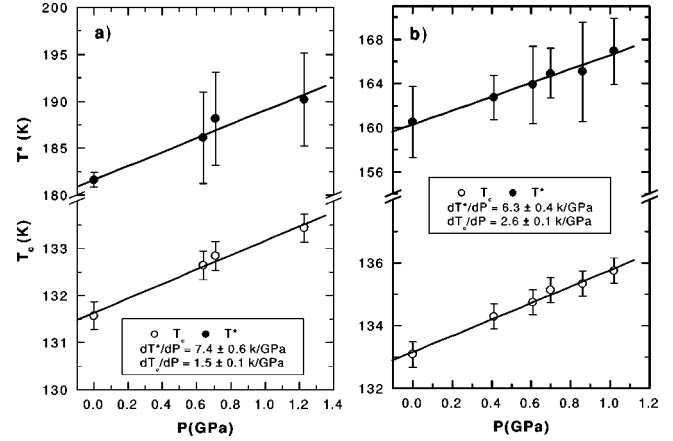 a)
T* (K)
195
190
185
180
T_c (K)
133
132
131
130
○ T_c ● T*
dT*/dP = 7.4 ± 0.6 k/GPa
dT_c/dP = 1.5 ± 0.1 k/GPa
0.0 0.2 0.4 0.6 0.8 1.0 1.2 1.4
P(GPa)
b)
T* (K)
168
164
160
156
T_c (K)
136
135
134
133
132
○ T_c ● T*
dT*/dP = 6.3 ± 0.4 k/GPa
dT_c/dP = 2.6 ± 0.1 k/GPa
0.0 0.2 0.4 0.6 0.8 1.0 1.2
P(GPa)